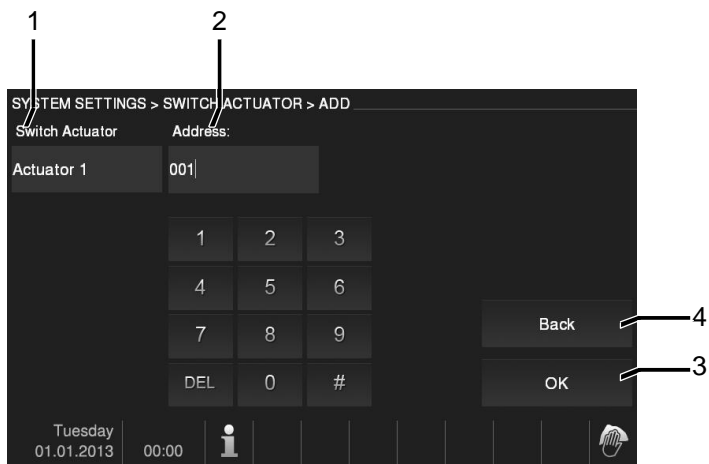 1 2
SYSTEM SETTINGS > SWITCH ACTUATOR > ADD
Switch Actuator Address:
Actuator 1 001
1 2 3
4 5 6
7 8 9
DEL 0 #
Back 4
OK 3
Tuesday
01.01.2013 00:00 i